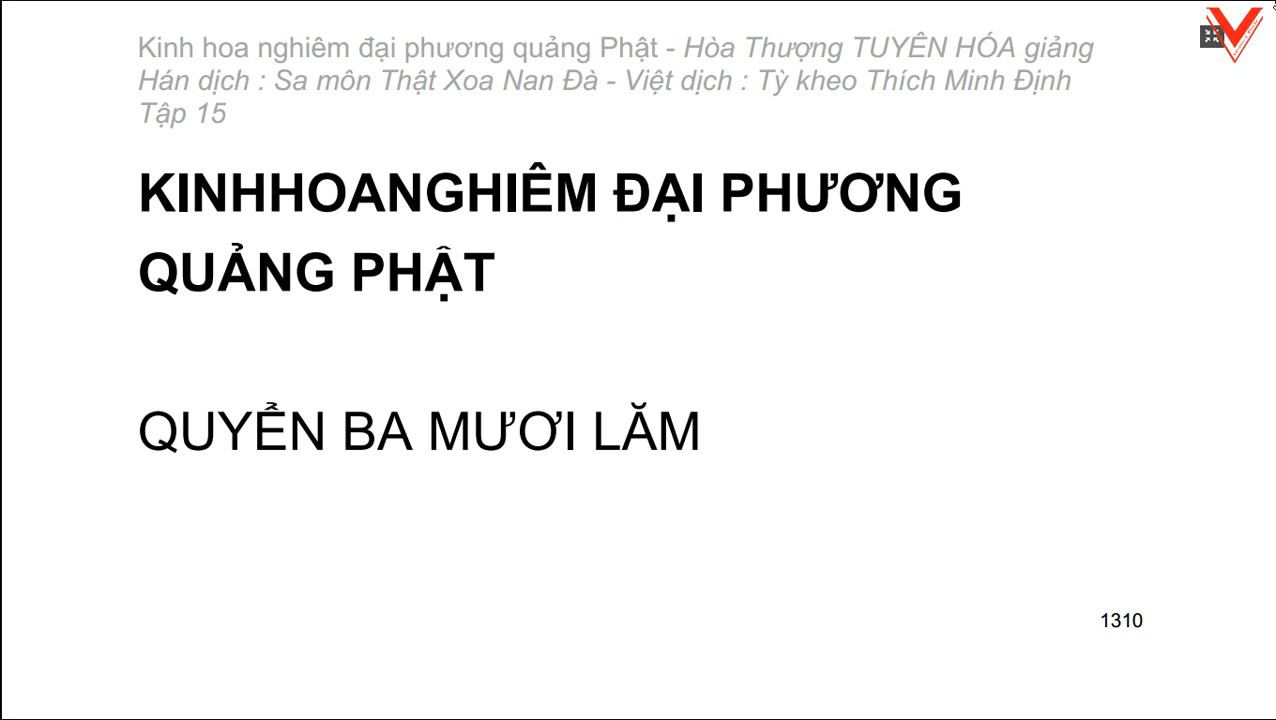 Kinh hoa nghiêm đại phương quảng Phật - Hòa Thượng TUYÊN HÓA giảng
Hán dịch : Sa môn Thật Xoa Nan Đà - Việt dịch : Tỳ kheo Thích Minh Định
Tập 15
KINHHOANGHIÊM ĐẠI PHƯƠNG
QUẢNG PHẬT
QUYỂN BA MƯƠI LĂM
1310